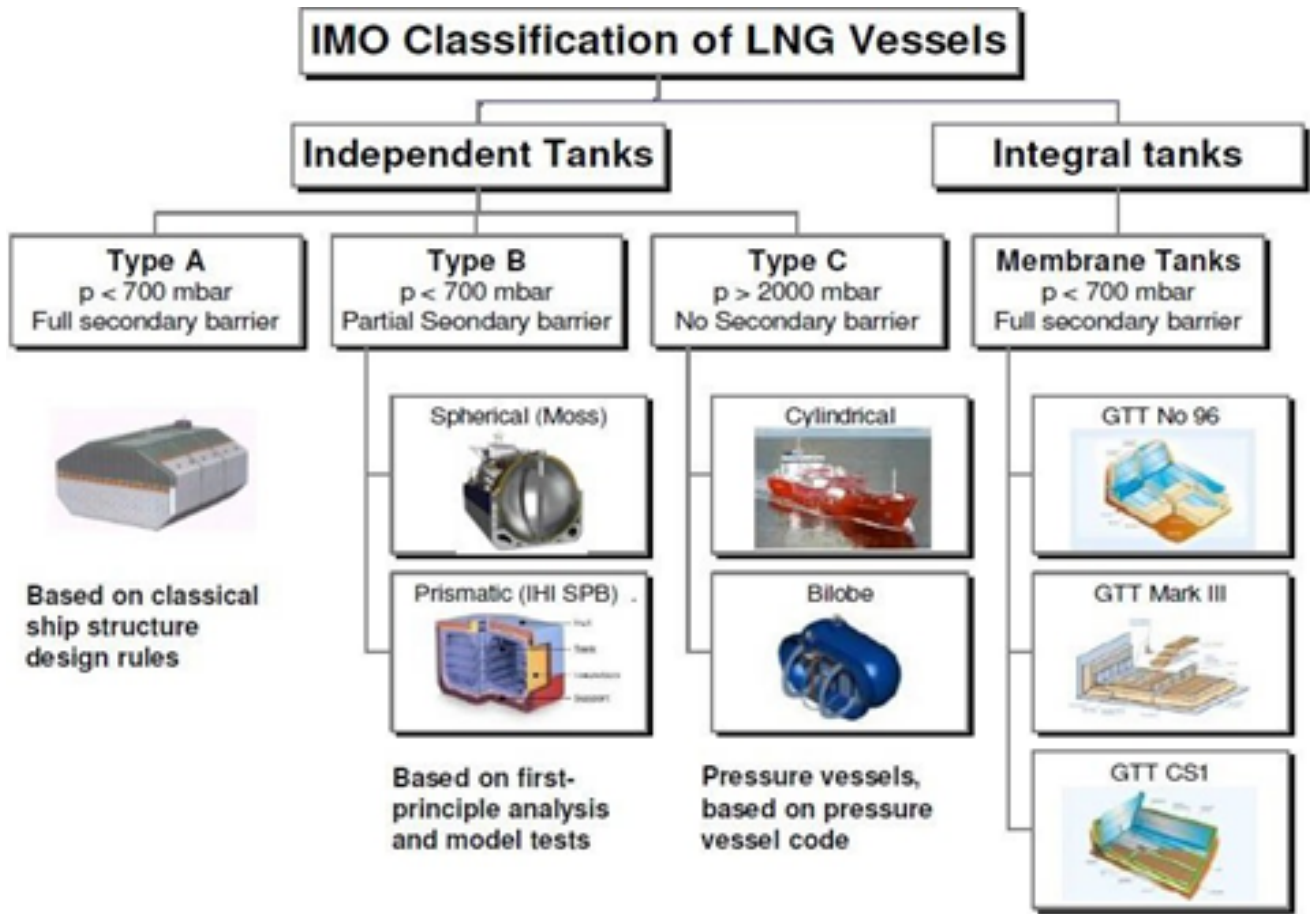 IMO Classification of LNG Vessels
Independent Tanks
Integral tanks
Type A
p < 700 mbar
Full secondary barrier
Type B
p < 700 mbar
Partial Seondary barrier
Type C
p > 2000 mbar
No Secondary barrier
Membrane Tanks
p < 700 mbar
Full secondary barrier
Based on classical
ship structure
design rules
Spherical (Moss)
Prismatic (IHI SPB) .
Hull
Tank
Support
Based on first-
principle analysis
and model tests
Cylindrical
Bilobe
Pressure vessels,
based on pressure
vessel code
GTT No 96
GTT Mark III
GTT CS1